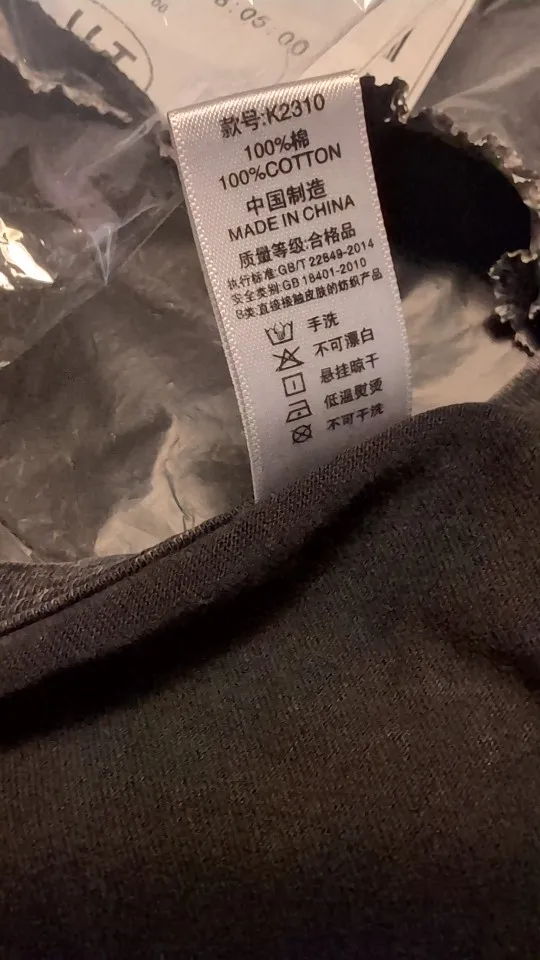 8:05:00
款号:K2310
100%棉
100%COTTON
中国制造
MADE IN CHINA
质量等级:合格品
执行标准:GB/T 22849-2014
安全类别:GB 18401-2010
B类 直接接触皮肤的纺织产品
手洗
不可漂白
悬挂晾干
低温熨烫
不可干洗